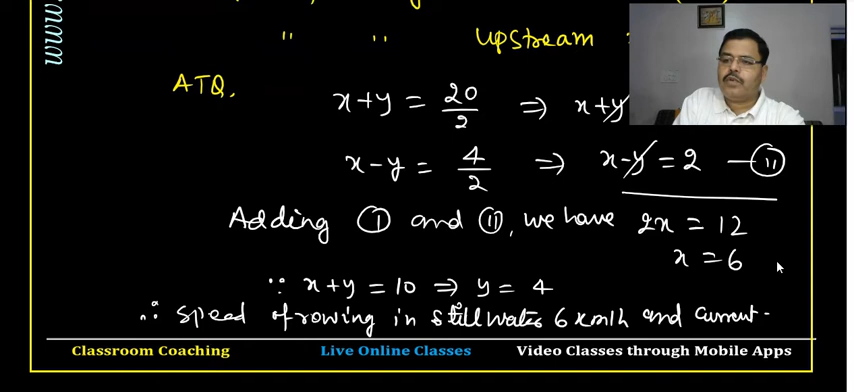 " " Upstream
ATQ.
x+y = 20/2 ⇒ x+y
x-y = 4/2 ⇒ x-y = 2 — (II)
Adding (I) and (II), we have 2x = 12
x = 6
∵ x+y = 10 ⇒ y = 4
∴ speed of rowing in still water 6 km/h and current
Classroom Coaching Live Online Classes Video Classes through Mobile Apps